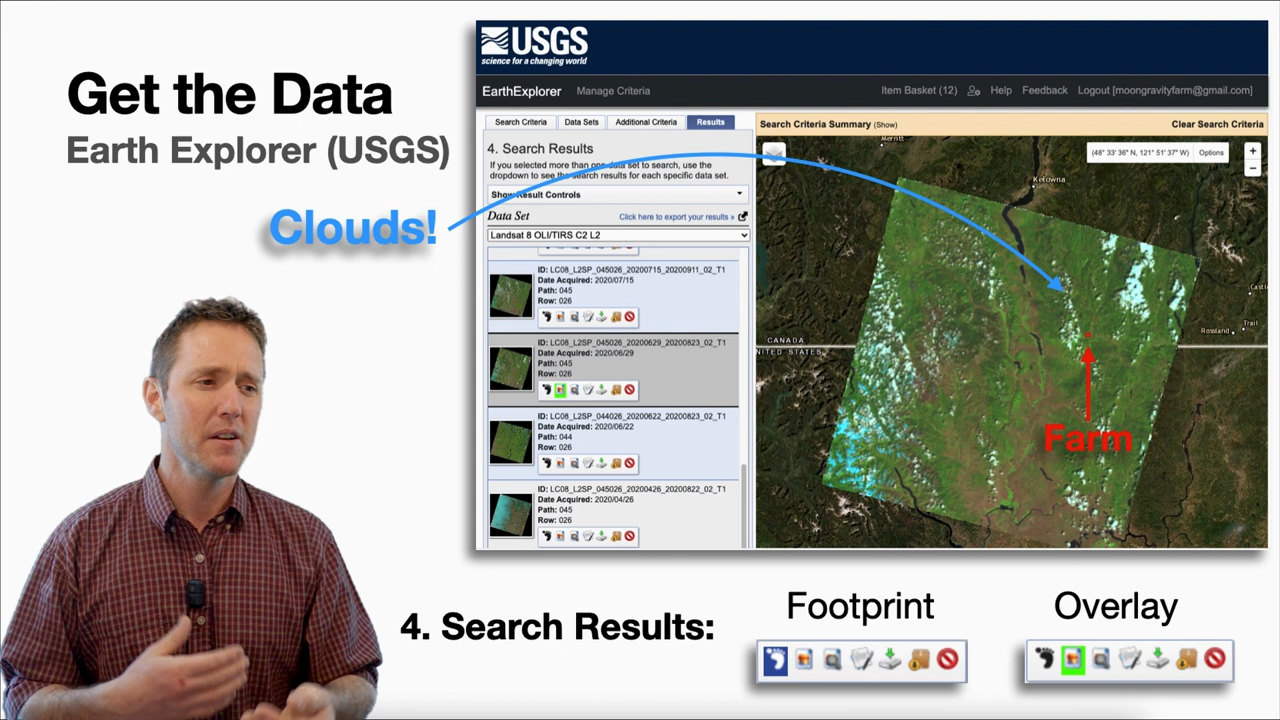 Get the Data
Earth Explorer (USGS)
Clouds!
USGS
science for a changing world
EarthExplorer Manage Criteria
Item Basket (12) Help Feedback Logout [moongravityfarm@gmail.com]
Search Criteria Data Sets Additional Criteria Results
4. Search Results
If you selected more than one data set to search, use the
dropdown to see the search results for each specific data set.
Show Result Controls
Data Set Click here to export your results »
Landsat 8 OLI/TIRS C2 L2
ID: LC08_L2SP_045026_20200715_20200911_02_T1
Date Acquired: 2020/07/15
Path: 045
Row: 026
ID: LC08_L2SP_045026_20200629_20200823_02_T1
Date Acquired: 2020/06/29
Path: 045
Row: 026
ID: LC08_L2SP_044026_20200622_20200823_02_T1
Date Acquired: 2020/06/22
Path: 044
Row: 026
ID: LC08_L2SP_045026_20200426_20200822_02_T1
Date Acquired: 2020/04/26
Path: 045
Row: 026
Search Criteria Summary (Show) Clear Search Criteria
(48° 33' 36" N, 121° 51' 37" W) Options
+
−
Merritt
Kelowna
Castl
Rossland
Trail
CANADA
NITED STATES
Farm
4. Search Results:
Footprint
Overlay